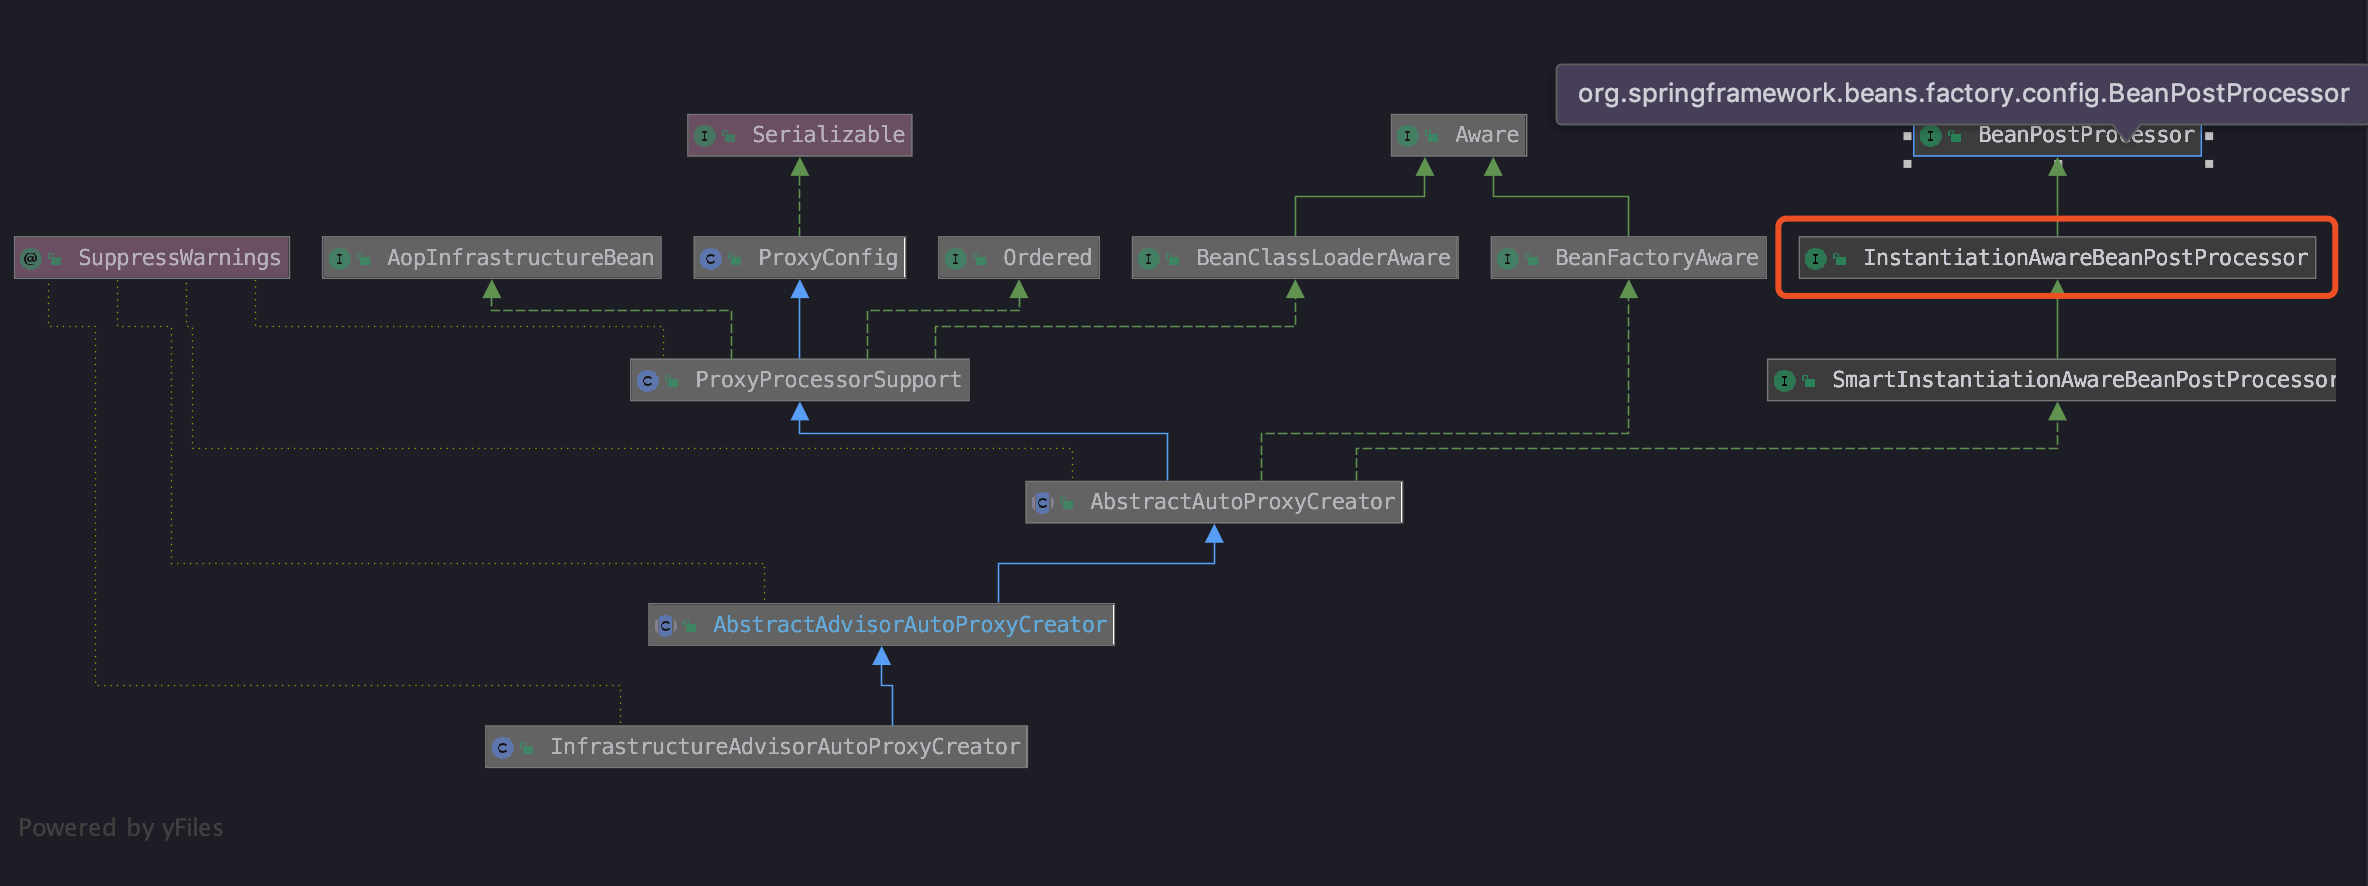 org.springframework.beans.factory.config.BeanPostProcessor
Serializable
Aware
BeanPostProcessor
SuppressWarnings
AopInfrastructureBean
ProxyConfig
Ordered
BeanClassLoaderAware
BeanFactoryAware
InstantiationAwareBeanPostProcessor
ProxyProcessorSupport
SmartInstantiationAwareBeanPostProcessor
AbstractAutoProxyCreator
AbstractAdvisorAutoProxyCreator
InfrastructureAdvisorAutoProxyCreator
Powered by yFiles